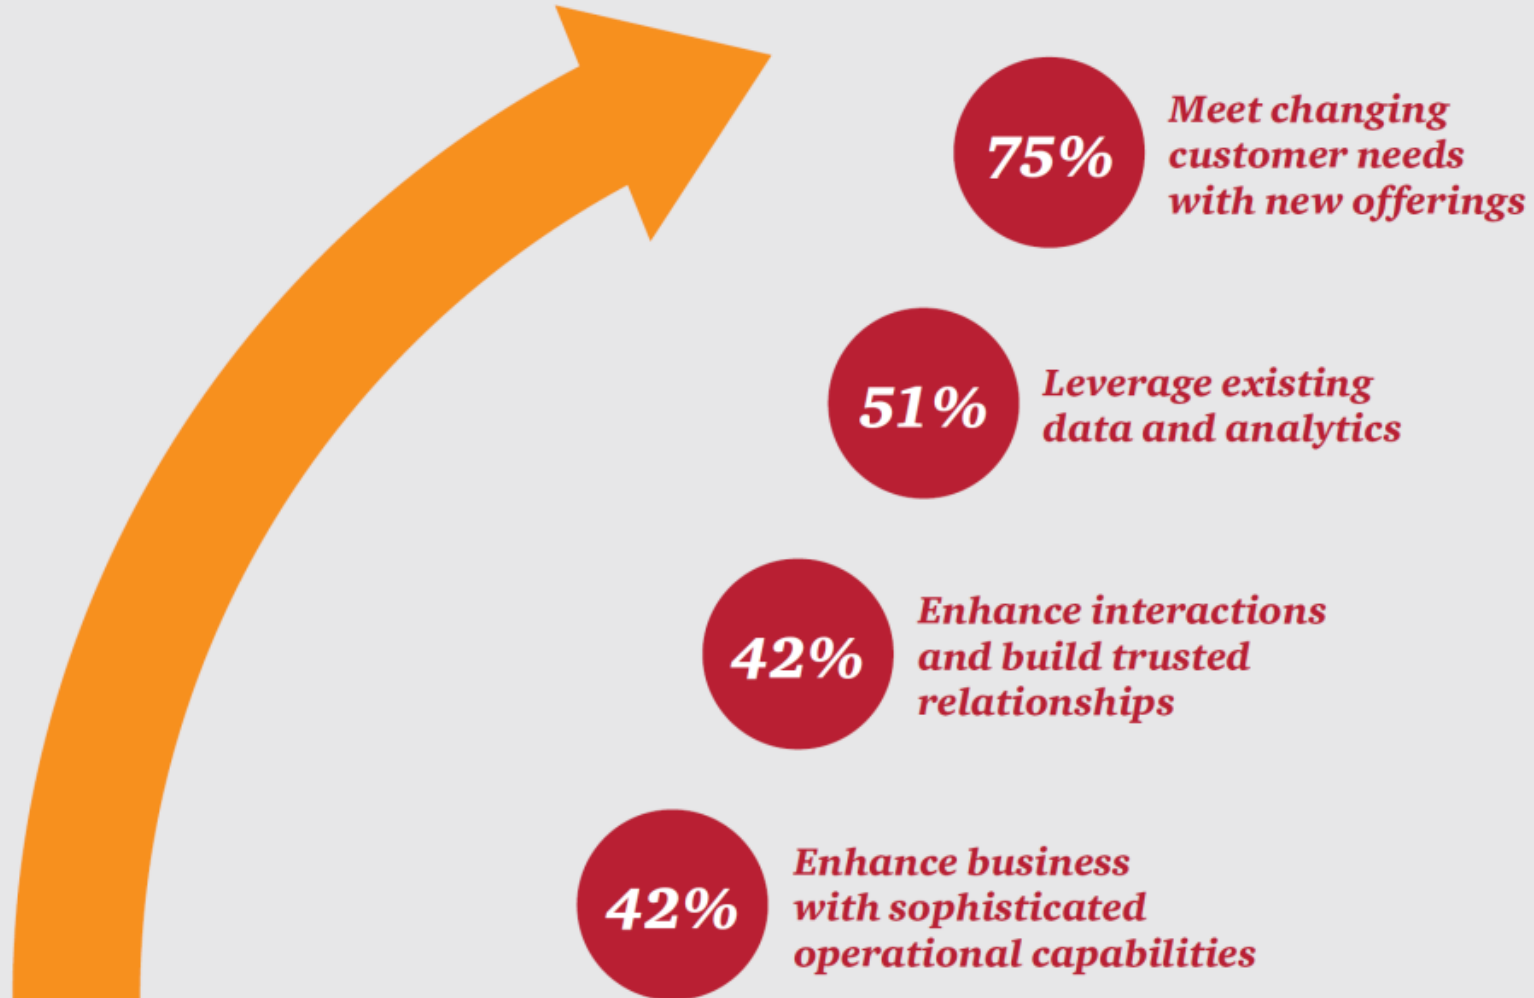 75%
Meet changing
customer needs
with new offerings
51%
Leverage existing
data and analytics
42%
Enhance interactions
and build trusted
relationships
42%
Enhance business
with sophisticated
operational capabilities